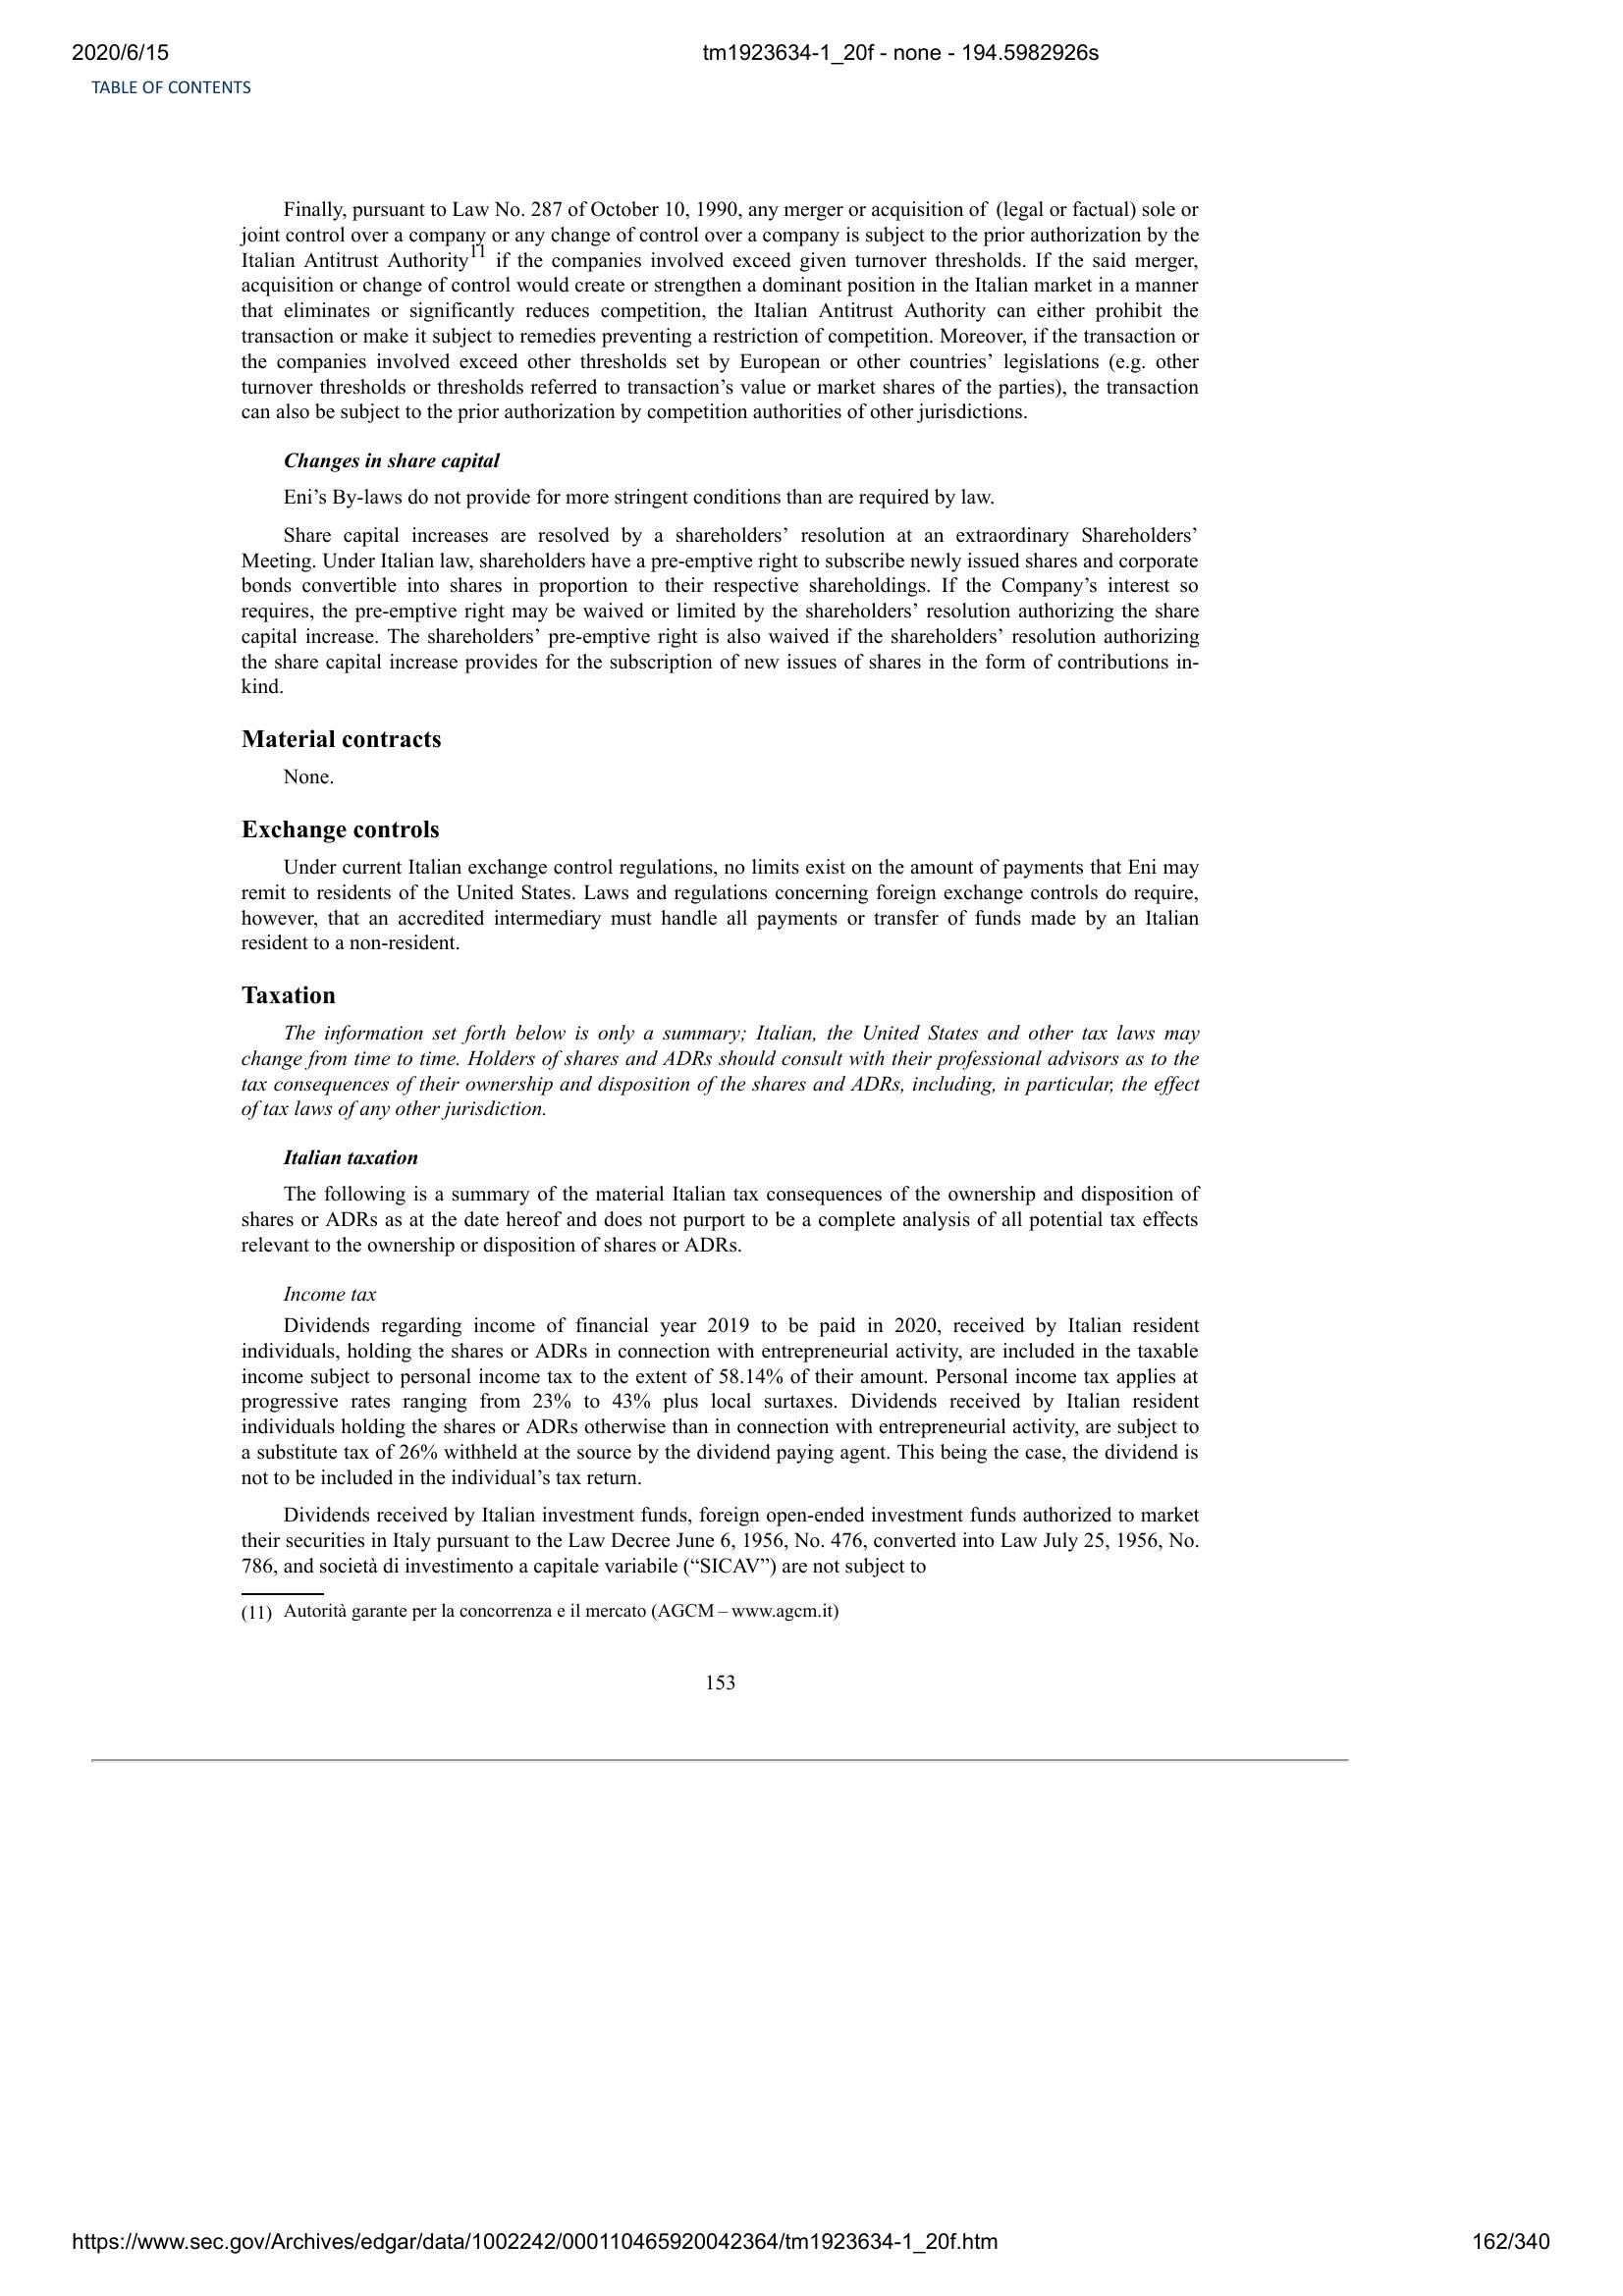 2020/6/15
tm1923634-1_20f - none - 194.5982926s
TABLE OF CONTENTS
Finally, pursuant to Law No. 287 of October 10, 1990, any merger or acquisition of (legal or factual) sole or
joint control over a company or any change of control over a company is subject to the prior authorization by the
Italian Antitrust Authority11 if the companies involved exceed given turnover thresholds. If the said merger,
acquisition or change of control would create or strengthen a dominant position in the Italian market in a manner
that eliminates or significantly reduces competition, the Italian Antitrust Authority can either prohibit the
transaction or make it subject to remedies preventing a restriction of competition. Moreover, if the transaction or
the companies involved exceed other thresholds set by European or other countries’ legislations (e.g. other
turnover thresholds or thresholds referred to transaction’s value or market shares of the parties), the transaction
can also be subject to the prior authorization by competition authorities of other jurisdictions.
Changes in share capital
Eni’s By-laws do not provide for more stringent conditions than are required by law.
Share capital increases are resolved by a shareholders’ resolution at an extraordinary Shareholders’
Meeting. Under Italian law, shareholders have a pre-emptive right to subscribe newly issued shares and corporate
bonds convertible into shares in proportion to their respective shareholdings. If the Company’s interest so
requires, the pre-emptive right may be waived or limited by the shareholders’ resolution authorizing the share
capital increase. The shareholders’ pre-emptive right is also waived if the shareholders’ resolution authorizing
the share capital increase provides for the subscription of new issues of shares in the form of contributions in-
kind.
Material contracts
None.
Exchange controls
Under current Italian exchange control regulations, no limits exist on the amount of payments that Eni may
remit to residents of the United States. Laws and regulations concerning foreign exchange controls do require,
however, that an accredited intermediary must handle all payments or transfer of funds made by an Italian
resident to a non-resident.
Taxation
The information set forth below is only a summary; Italian, the United States and other tax laws may
change from time to time. Holders of shares and ADRs should consult with their professional advisors as to the
tax consequences of their ownership and disposition of the shares and ADRs, including, in particular, the effect
of tax laws of any other jurisdiction.
Italian taxation
The following is a summary of the material Italian tax consequences of the ownership and disposition of
shares or ADRs as at the date hereof and does not purport to be a complete analysis of all potential tax effects
relevant to the ownership or disposition of shares or ADRs.
Income tax
Dividends regarding income of financial year 2019 to be paid in 2020, received by Italian resident
individuals, holding the shares or ADRs in connection with entrepreneurial activity, are included in the taxable
income subject to personal income tax to the extent of 58.14% of their amount. Personal income tax applies at
progressive rates ranging from 23% to 43% plus local surtaxes. Dividends received by Italian resident
individuals holding the shares or ADRs otherwise than in connection with entrepreneurial activity, are subject to
a substitute tax of 26% withheld at the source by the dividend paying agent. This being the case, the dividend is
not to be included in the individual’s tax return.
Dividends received by Italian investment funds, foreign open-ended investment funds authorized to market
their securities in Italy pursuant to the Law Decree June 6, 1956, No. 476, converted into Law July 25, 1956, No.
786, and società di investimento a capitale variabile (“SICAV”) are not subject to
(11) Autorità garante per la concorrenza e il mercato (AGCM – www.agcm.it)
153
https://www.sec.gov/Archives/edgar/data/1002242/000110465920042364/tm1923634-1_20f.htm
162/340